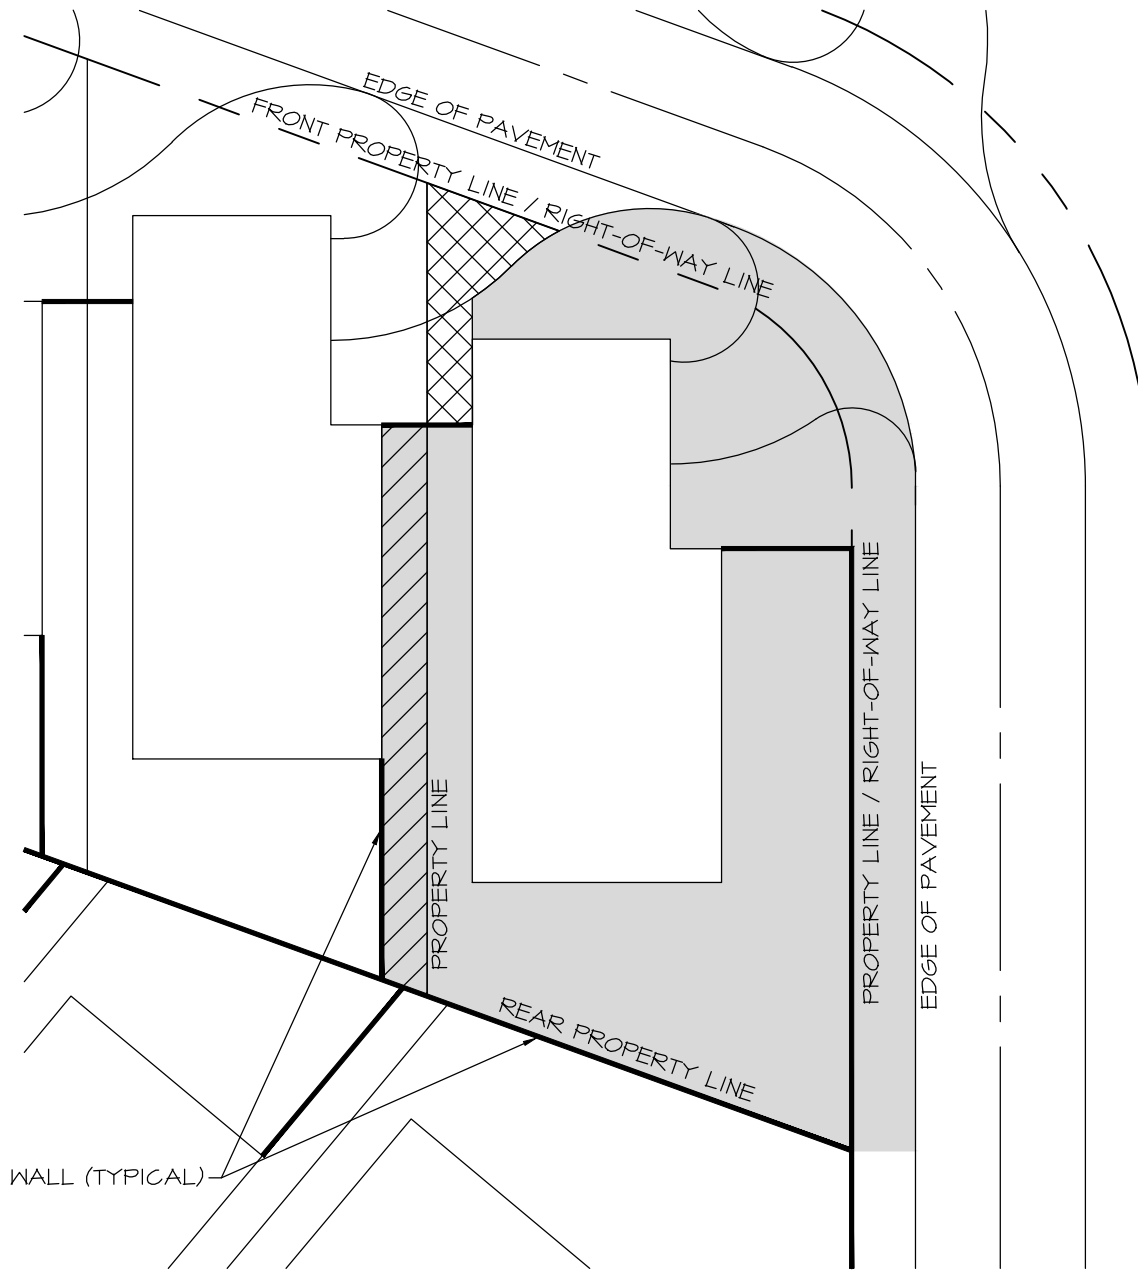 EDGE OF PAVEMENT
FRONT PROPERTY LINE / RIGHT-OF-WAY LINE
PROPERTY LINE / RIGHT-OF-WAY LINE
EDGE OF PAVEMENT
PROPERTY LINE
REAR PROPERTY LINE
WALL (TYPICAL)